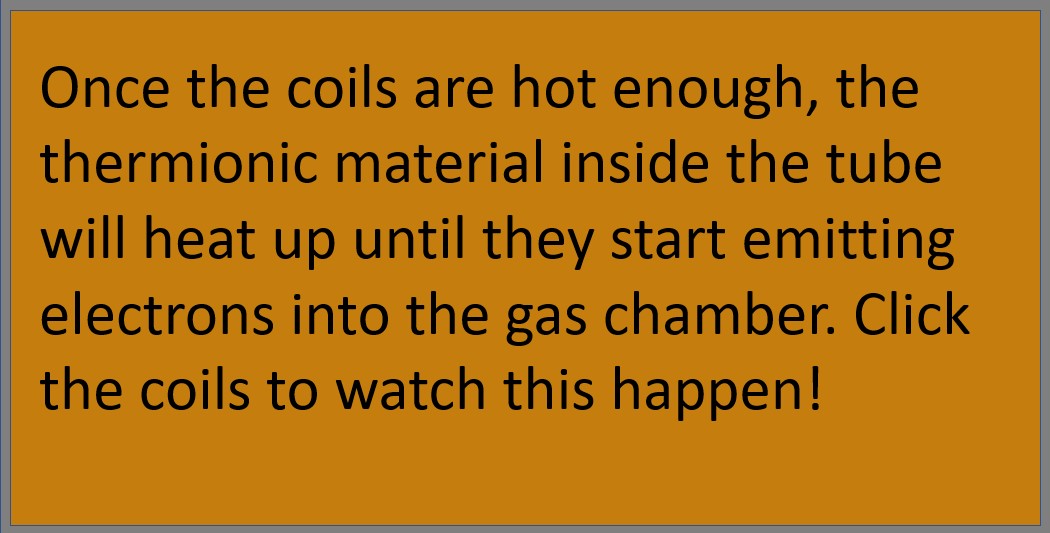 Once the coils are hot enough, the
thermionic material inside the tube
will heat up until they start emitting
electrons into the gas chamber. Click
the coils to watch this happen!